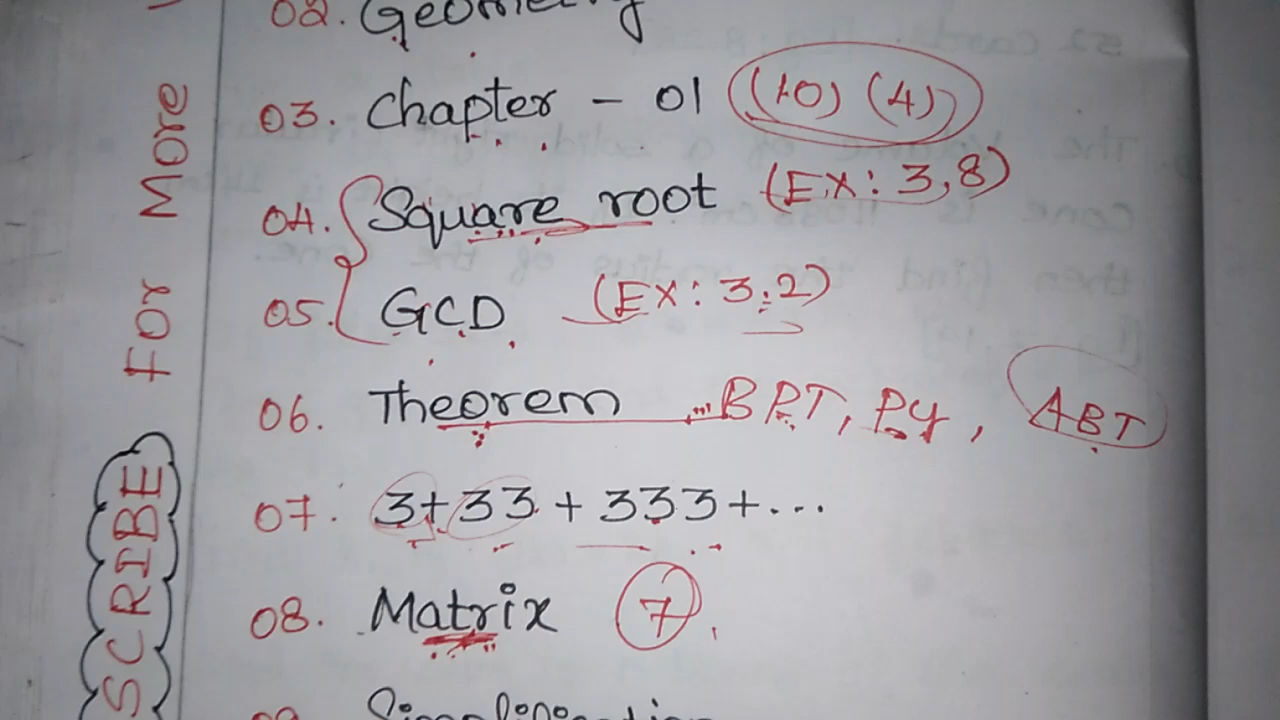 02. Geometry
03. Chapter - 01 (10) (4)
04. Square root (EX: 3,8)
05. GCD (EX: 3.2)
06. Theorem ... BPT, PY, ABT
07. 3+33 + 333+...
08. Matrix 7
SCRIBE For More